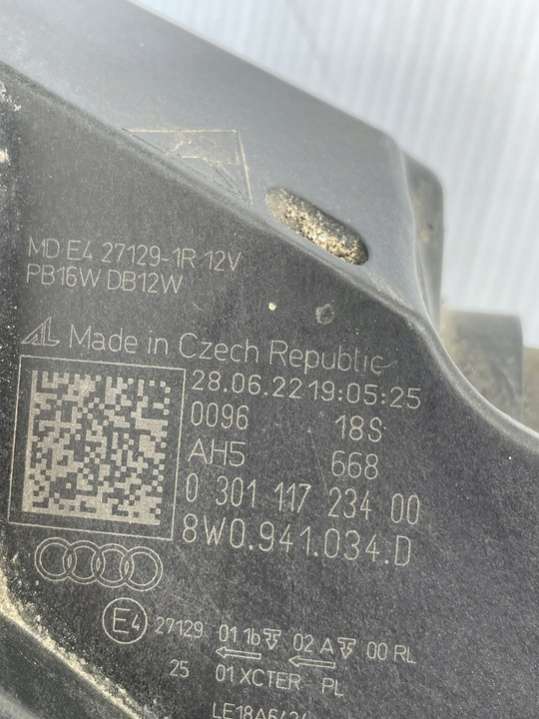 MD E4 27129-1R 12V
PB16W DB12W
AL Made in Czech Republic
28.06.22 19:05:25
0096 18S
AH5 668
0 301 117 234 00
8W0.941.034.D
E4 27129 01 1b 02 A 00 RL
25 01 XCTER PL